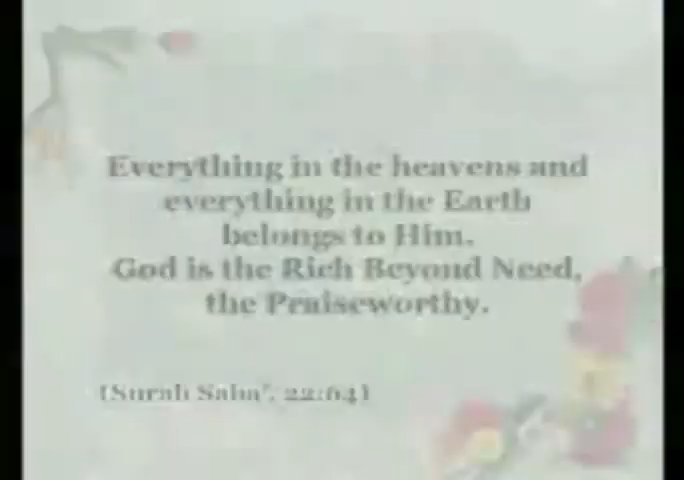 Everything in the heavens and
everything in the Earth
belongs to Him.
God is the Rich Beyond Need,
the Praiseworthy.
(Surah Saba', 22:64)